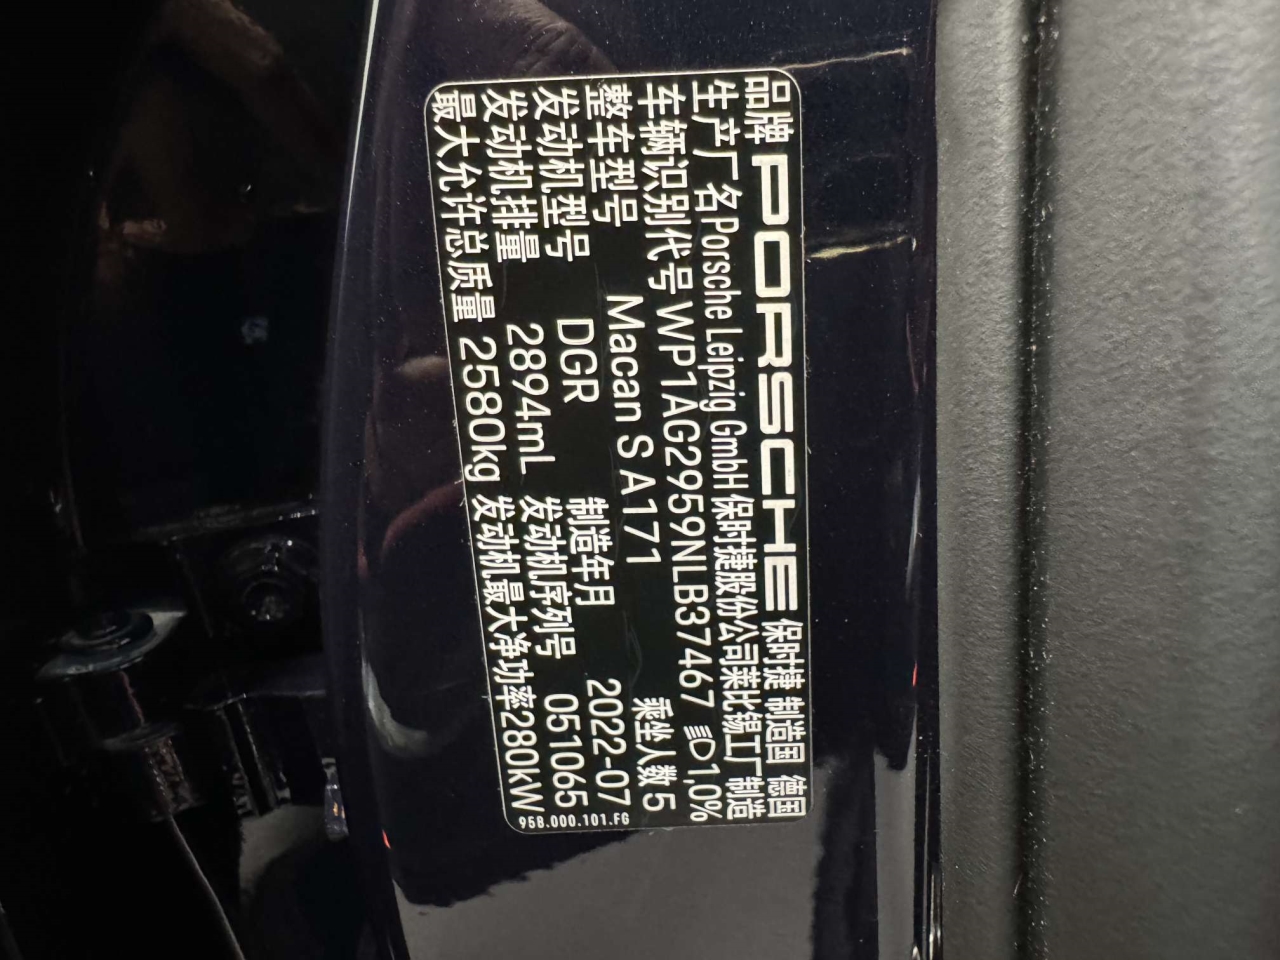 品牌 PORSCHE 保时捷 制造国 德国
生产厂名 Porsche Leipzig GmbH 保时捷股份公司莱比锡工厂制造
车辆识别代号 WP1AG2959NLB37467 1,0%
整车型号 Macan S A171 乘坐人数 5
发动机型号 DGR 制造年月 2022-07
发动机排量 2894mL 发动机序列号 051065
最大允许总质量 2580kg 发动机最大净功率 280kW
95B.000.101.FG